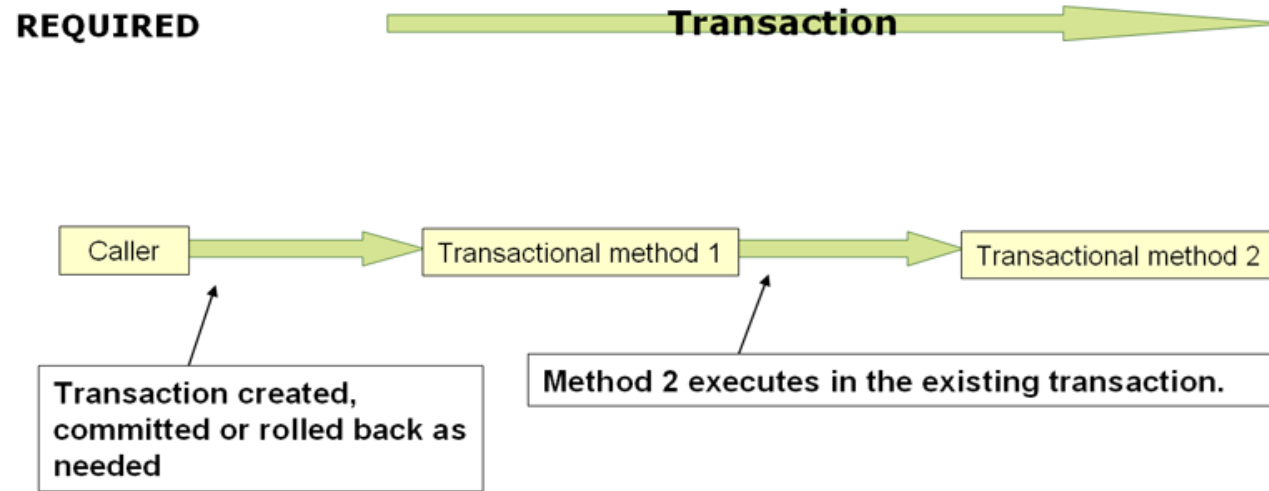 REQUIRED
Transaction
Caller
Transactional method 1
Transactional method 2
Transaction created,
committed or rolled back as
needed
Method 2 executes in the existing transaction.